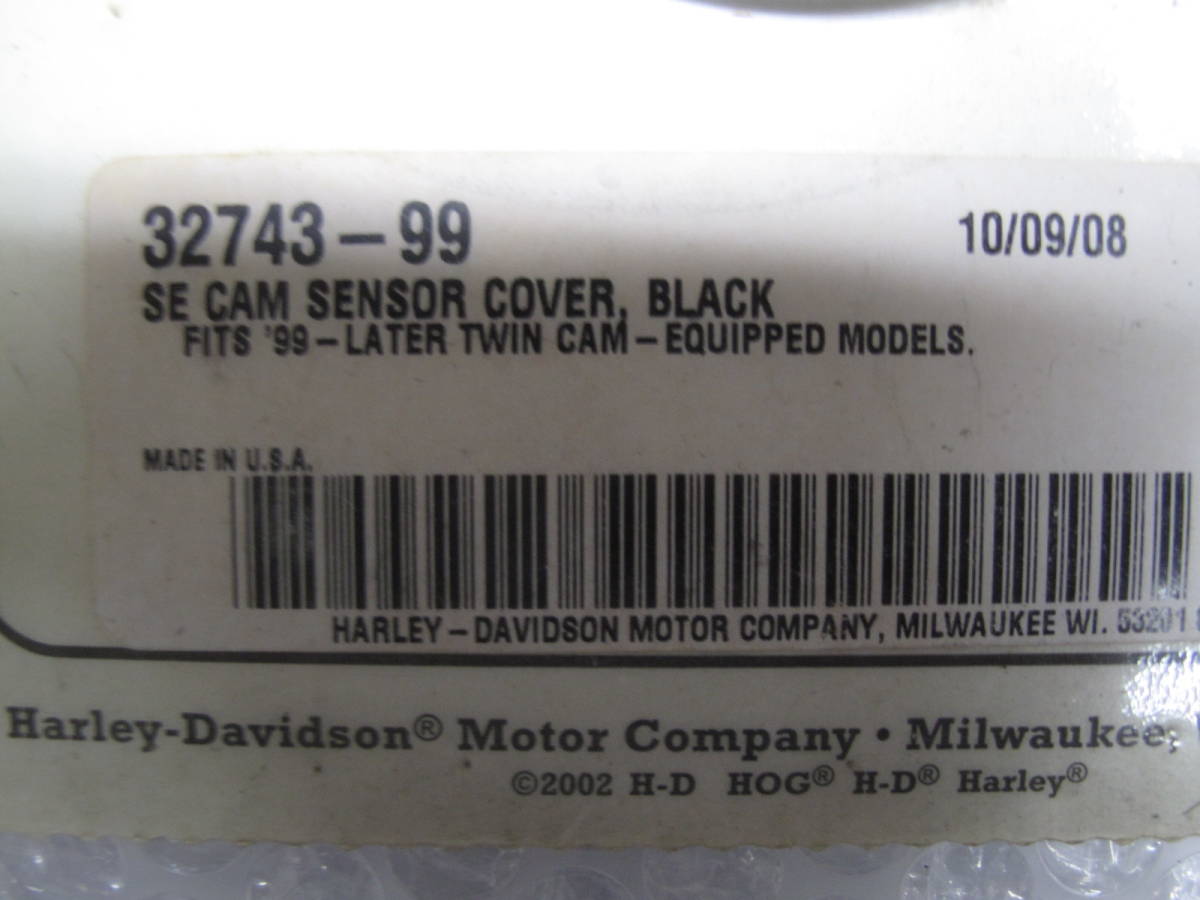 32743-99 10/09/08
SE CAM SENSOR COVER, BLACK
FITS '99-LATER TWIN CAM-EQUIPPED MODELS.
MADE IN U.S.A.
HARLEY-DAVIDSON MOTOR COMPANY, MILWAUKEE WI. 53201
Harley-Davidson® Motor Company • Milwaukee,
©2002 H-D HOG® H-D® Harley®